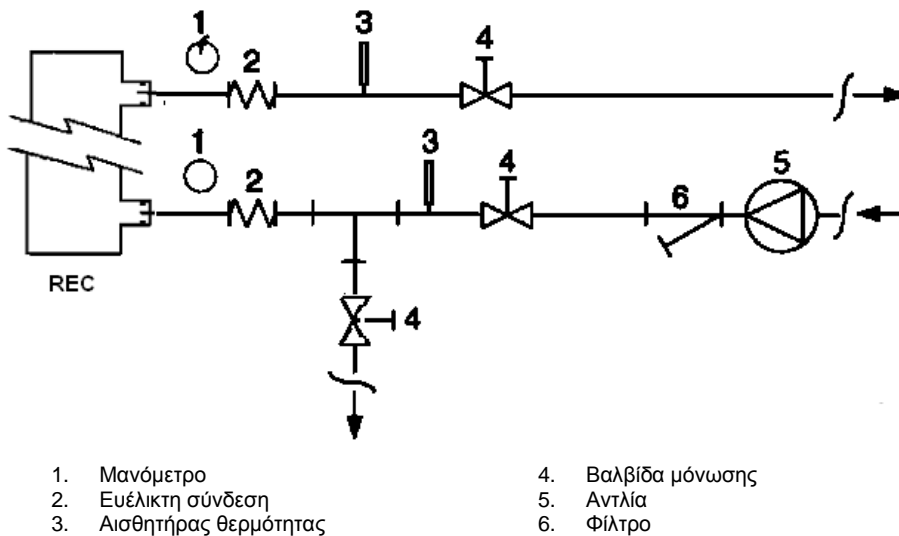 1
2
3
4
1
2
3
4
6
5
REC
4
1. Μανόμετρο
2. Ευέλικτη σύνδεση
3. Αισθητήρας θερμότητας
4. Βαλβίδα μόνωσης
5. Αντλία
6. Φίλτρο